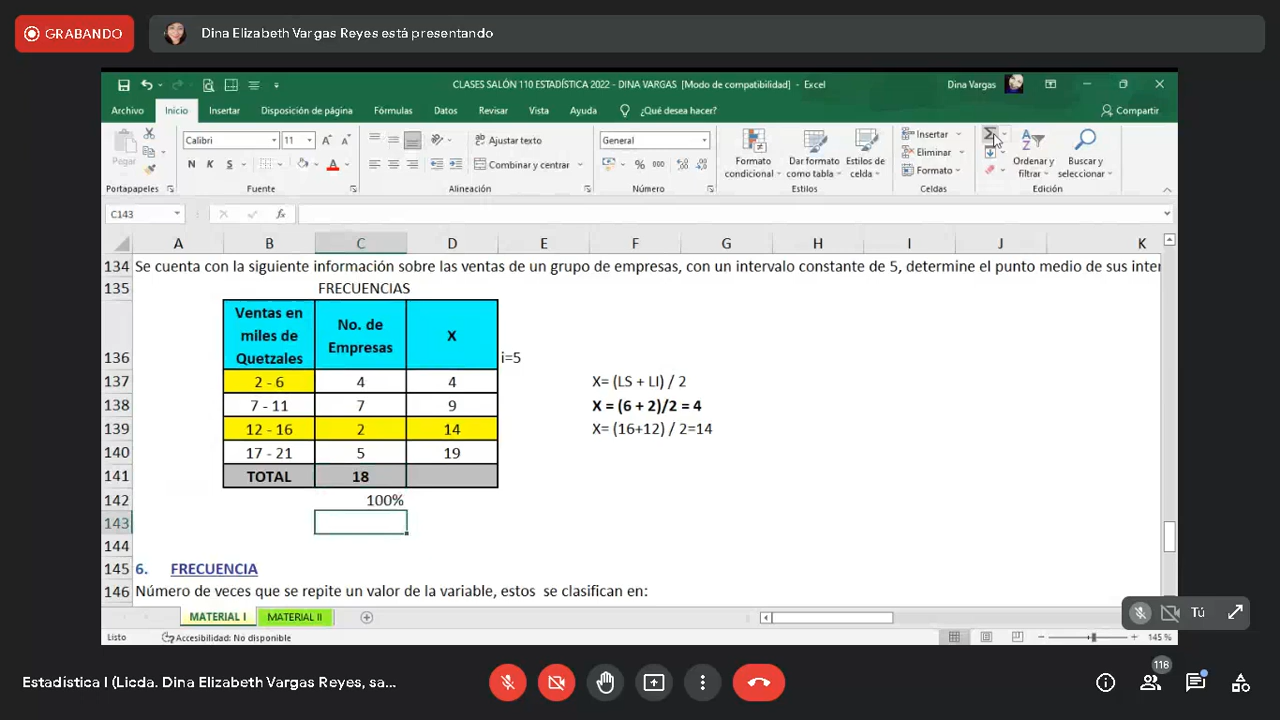 GRABANDO
Dina Elizabeth Vargas Reyes está presentando
CLASES SALÓN 110 ESTADÍSTICA 2022 - DINA VARGAS [Modo de compatibilidad] - Excel
Dina Vargas
Archivo Inicio Insertar Disposición de página Fórmulas Datos Revisar Vista Ayuda ¿Qué desea hacer? Compartir
Pegar
Calibri 11
N K S
Ajustar texto
Combinar y centrar
General
% 000
Formato condicional
Dar formato como tabla
Estilos de celda
Insertar
Eliminar
Formato
Ordenar y filtrar
Buscar y seleccionar
Portapapeles Fuente Alineación Número Estilos Celdas Edición
C143 fx
A B C D E F G H I J K
134 Se cuenta con la siguiente información sobre las ventas de un grupo de empresas, con un intervalo constante de 5, determine el punto medio de sus inter
135 FRECUENCIAS
136 Ventas en miles de Quetzales No. de Empresas X i=5
137 2 - 6 4 4 X= (LS + LI) / 2
138 7 - 11 7 9 X = (6 + 2)/2 = 4
139 12 - 16 2 14 X= (16+12) / 2=14
140 17 - 21 5 19
141 TOTAL 18
142 100%
143
144
145 6. FRECUENCIA
146 Número de veces que se repite un valor de la variable, estos se clasifican en:
MATERIAL I MATERIAL II
Listo Accesibilidad: No disponible 145 %
Tú
Estadística I (Licda. Dina Elizabeth Vargas Reyes, sa...
116